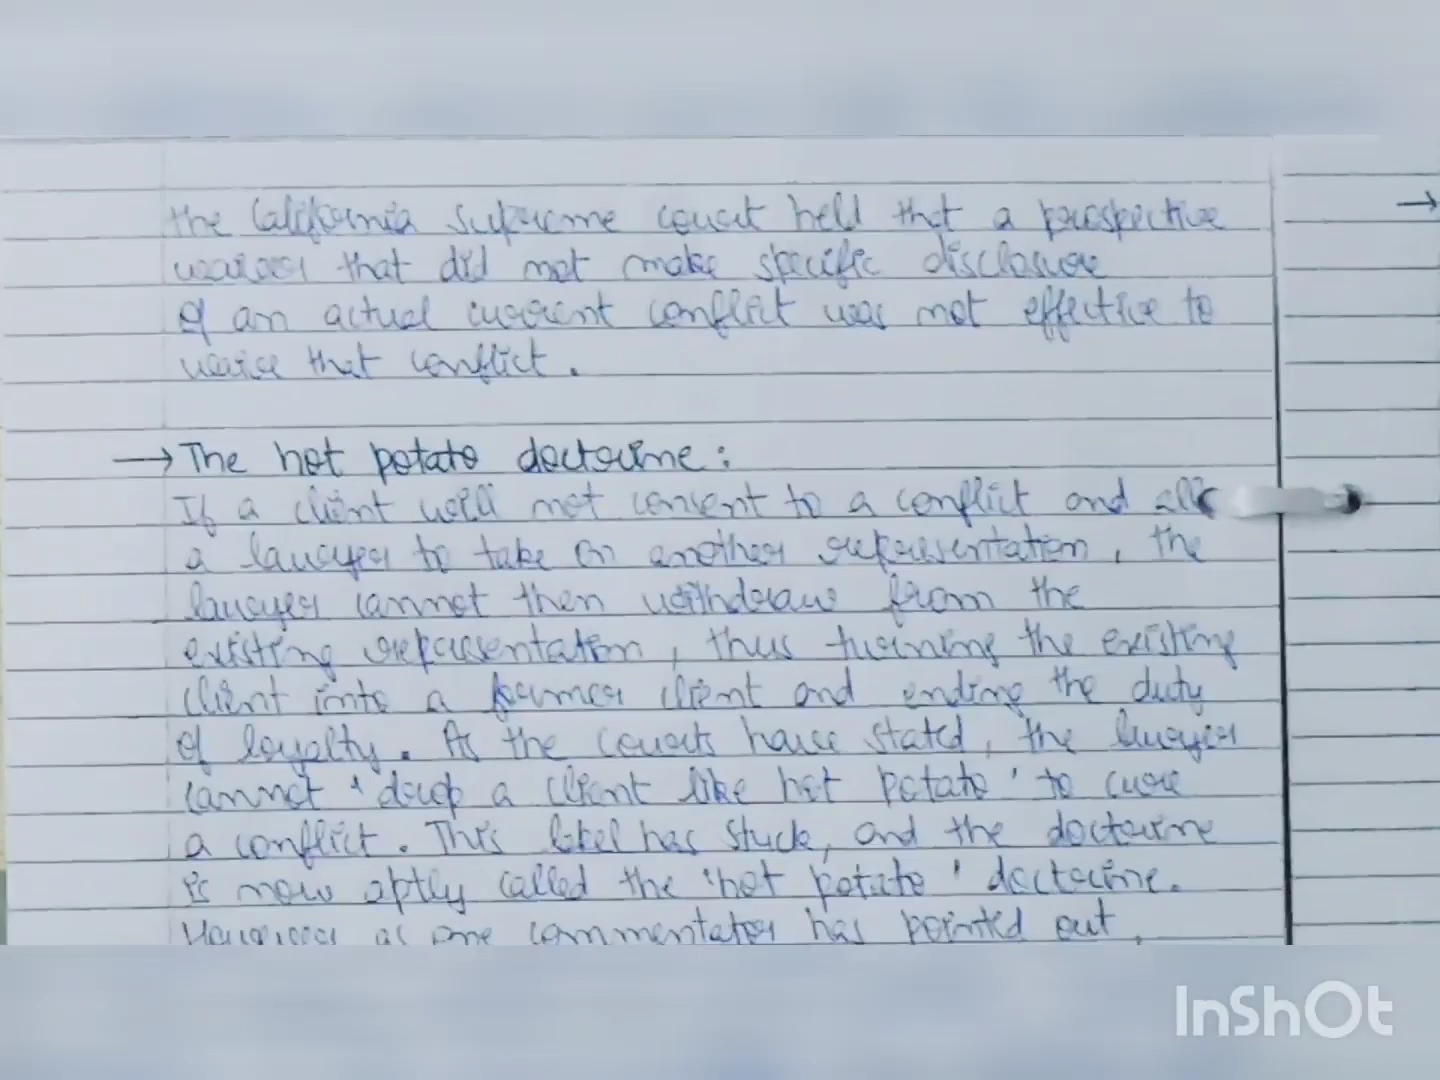 the California supreme court held that a prospective
waiver that did not make specific disclosure
of an actual current conflict was not effective to
waive that conflict.
→ The hot potato doctrine:
If a client will not consent to a conflict and
a lawyer to take on another representation, the
lawyer cannot then withdraw from the
existing representation, thus turning the existing
client into a former client and ending the duty
of loyalty. As the courts have stated, the lawyer
cannot 'drop a client like hot potato' to cure
a conflict. This label has stuck, and the doctrine
is now aptly called the 'hot potato' doctrine.
However as one commentator has pointed out,
→
InShOt